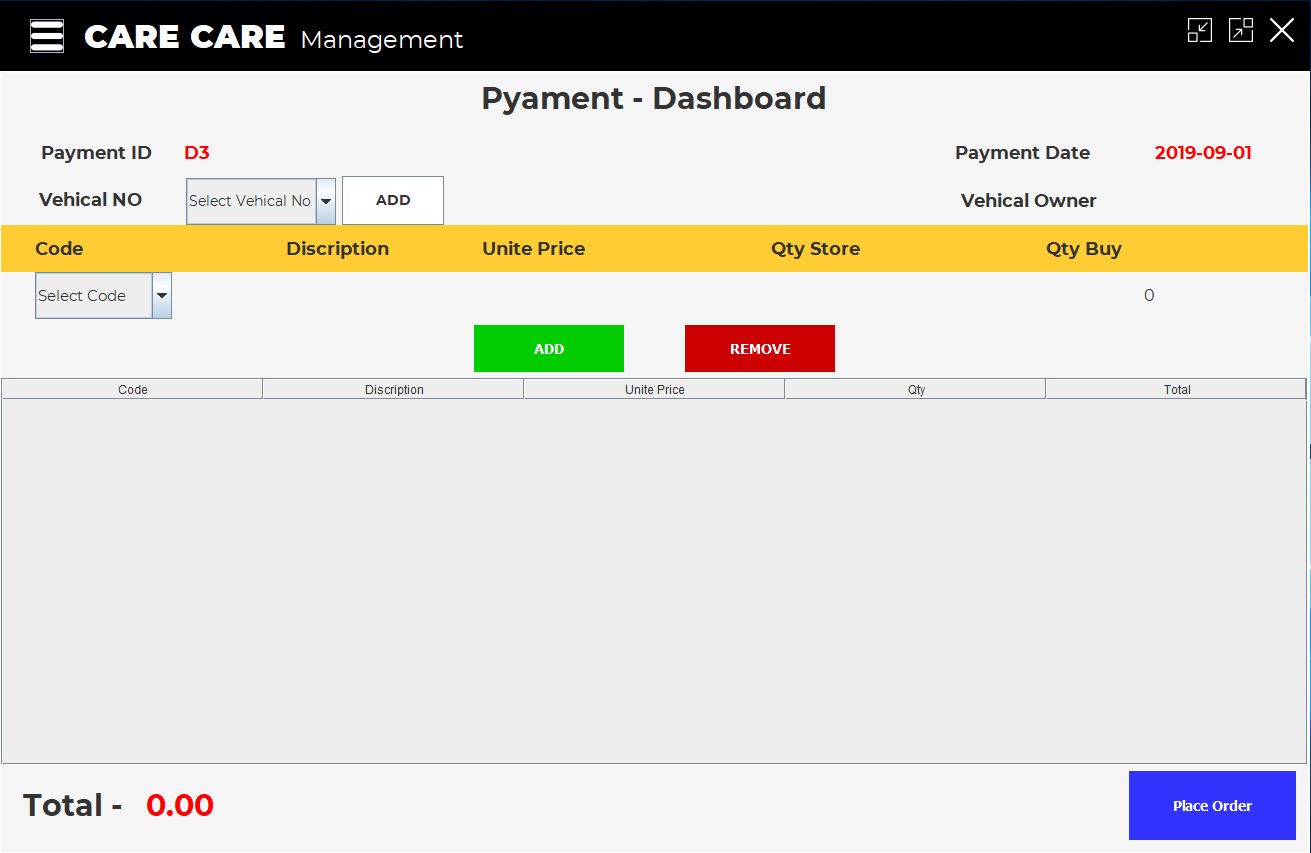 CARE CARE Management
Pyament - Dashboard
Payment ID D3 Payment Date 2019-09-01
Vehical NO Select Vehical No ADD Vehical Owner
Code Discription Unite Price Qty Store Qty Buy
Select Code 0
ADD REMOVE
Code Discription Unite Price Qty Total
Total - 0.00 Place Order